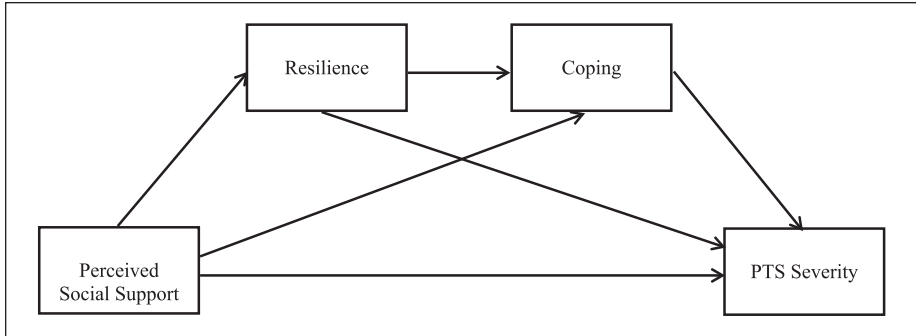 Resilience
Coping
Perceived
Social Support
PTS Severity